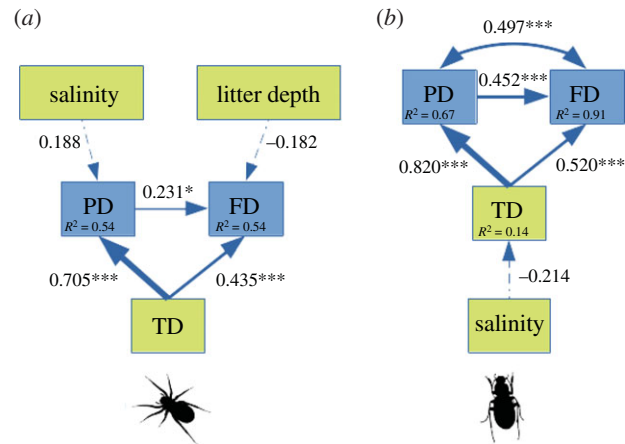 (a)
salinity
litter depth
0.188
–0.182
PD
R² = 0.54
0.231*
FD
R² = 0.54
0.705***
0.435***
TD
(b)
0.497***
PD
R² = 0.67
0.452***
FD
R² = 0.91
0.820***
0.520***
TD
R² = 0.14
–0.214
salinity